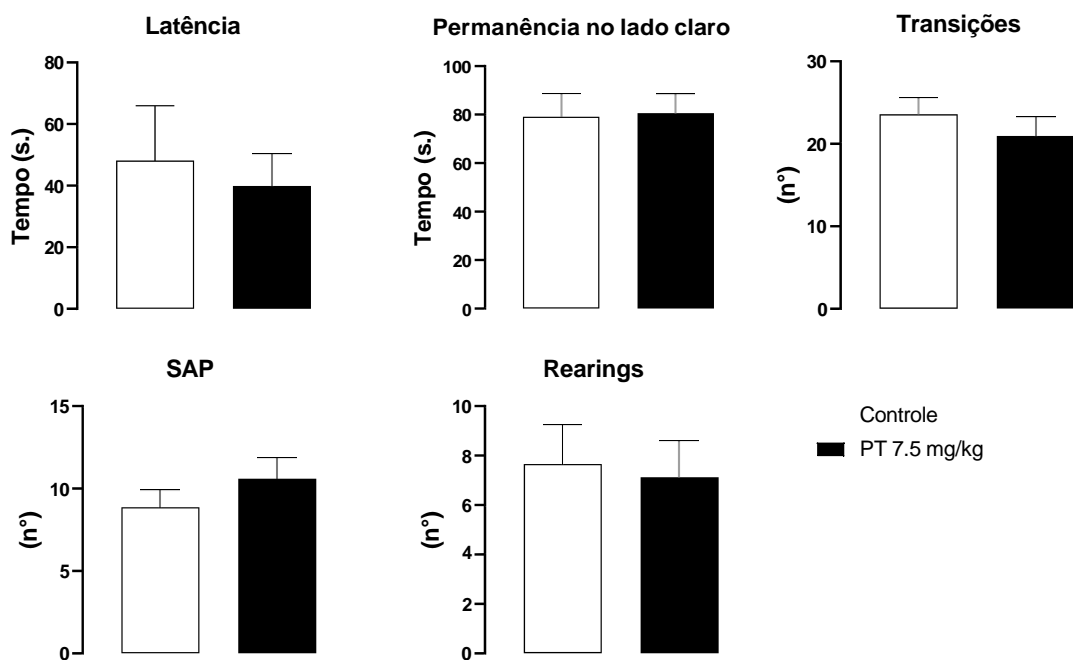 Latência
Tempo (s.)
80
60
40
20
0
Permanência no lado claro
Tempo (s.)
100
80
60
40
20
0
Transições
(n°)
30
20
10
0
SAP
(n°)
15
10
5
0
Rearings
(n°)
10
8
6
4
2
0
Controle
PT 7.5 mg/kg